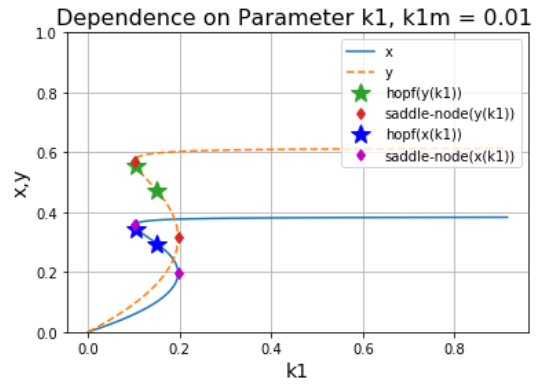 Dependence on Parameter k1, k1m = 0.01
1.0
0.8
0.6
0.4
0.2
0.0
x,y
x
y
hopf(y(k1))
saddle-node(y(k1))
hopf(x(k1))
saddle-node(x(k1))
0.0 0.2 0.4 0.6 0.8
k1